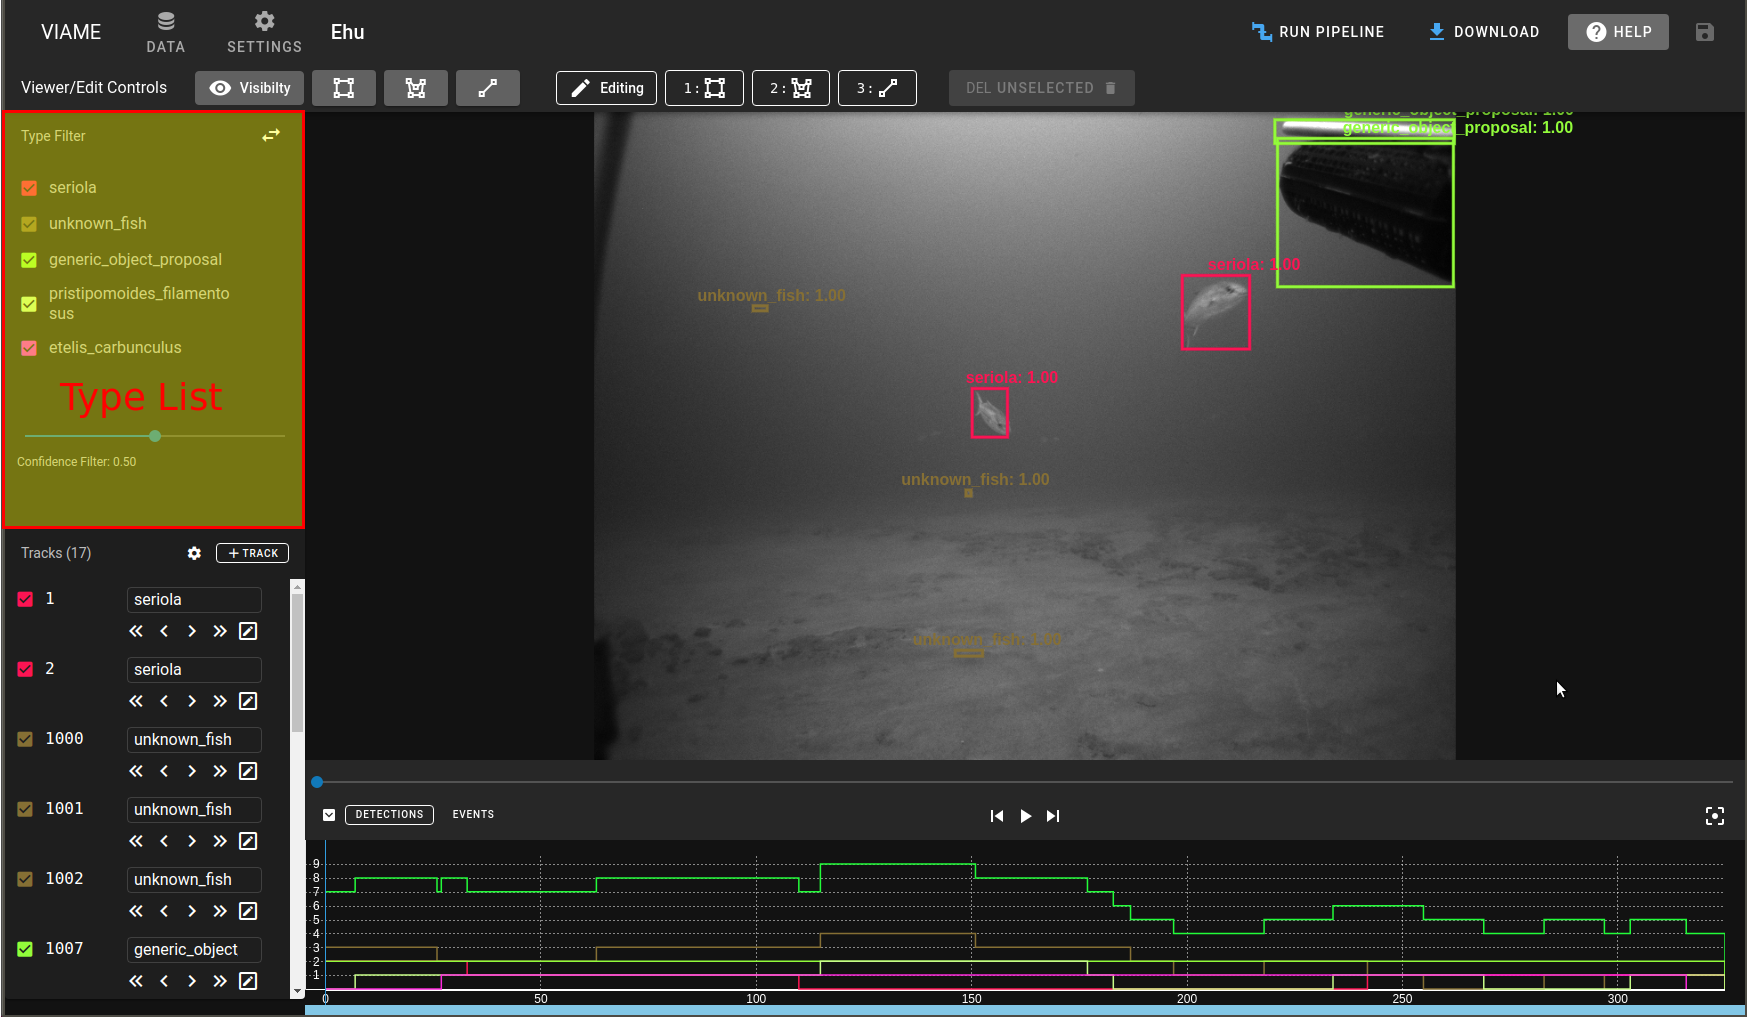 VIAME
DATA
SETTINGS
Ehu
RUN PIPELINE
DOWNLOAD
HELP
Viewer/Edit Controls
Visibilty
Editing
1:
2:
3:
DEL UNSELECTED
Type Filter
seriola
unknown_fish
generic_object_proposal
pristipomoides_filamento
sus
etelis_carbunculus
Type List
Confidence Filter: 0.50
Tracks (17)
+ TRACK
1
seriola
2
seriola
1000
unknown_fish
1001
unknown_fish
1002
unknown_fish
1007
generic_object
generic_object_proposal: 1.00
generic_object_proposal: 1.00
seriola: 1.00
unknown_fish: 1.00
seriola: 1.00
unknown_fish: 1.00
unknown_fish: 1.00
DETECTIONS
EVENTS
9
8
7
6
5
4
3
2
1
0
50
100
150
200
250
300